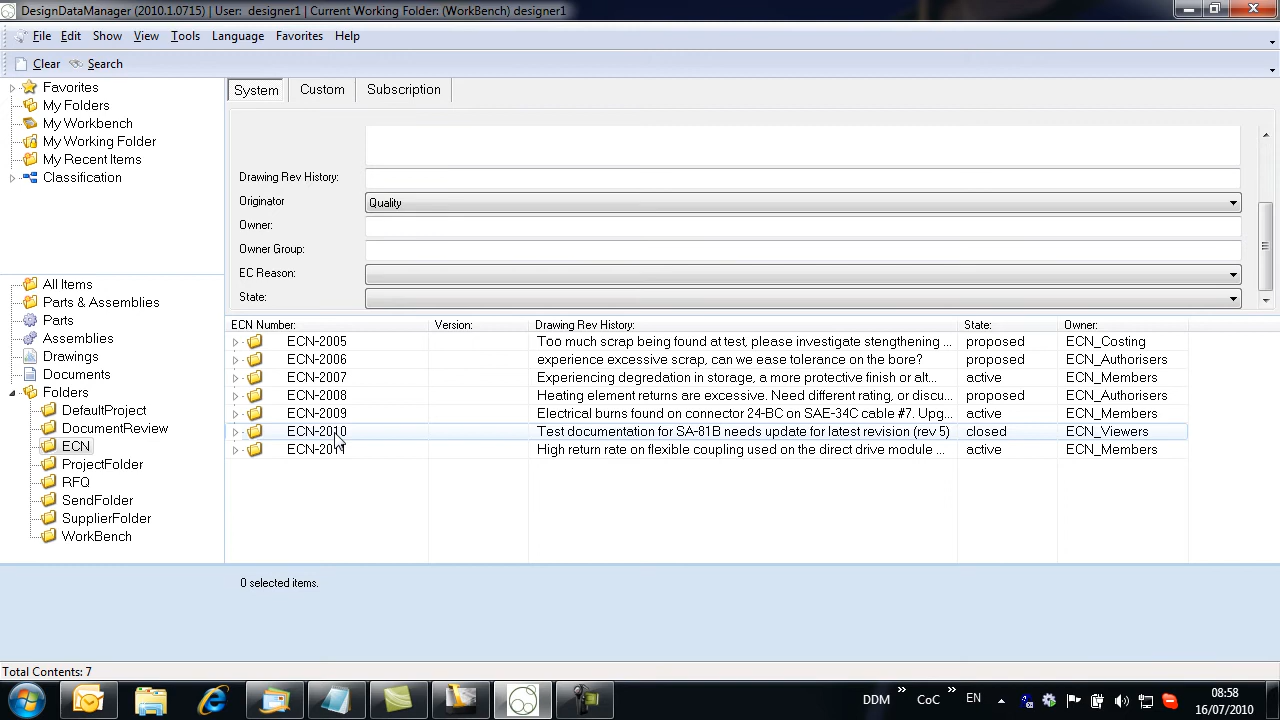 DesignDataManager (2010.1.0715) | User: designer1 | Current Working Folder: (WorkBench) designer1
File Edit Show View Tools Language Favorites Help
Clear Search
Favorites
My Folders
My Workbench
My Working Folder
My Recent Items
Classification
All Items
Parts & Assemblies
Parts
Assemblies
Drawings
Documents
Folders
DefaultProject
DocumentReview
ECN
ProjectFolder
RFQ
SendFolder
SupplierFolder
WorkBench
System Custom Subscription
Drawing Rev History:
Originator Quality
Owner:
Owner Group:
EC Reason:
State:
ECN Number: Version: Drawing Rev History: State: Owner:
ECN-2005 Too much scrap being found at test, please investigate stengthening ... proposed ECN_Costing
ECN-2006 experience excessive scrap, can we ease tolerance on the bore? proposed ECN_Authorisers
ECN-2007 Experiencing degredation in storage, a more protective finish or alt... active ECN_Members
ECN-2008 Heating element returns are excessive. Need different rating, or discu... proposed ECN_Authorisers
ECN-2009 Electrical burns found on connector 24-BC on SAE-34C cable #7. Upg... active ECN_Members
ECN-2010 Test documentation for SA-81B needs update for latest revision (rev 5) closed ECN_Viewers
ECN-2011 High return rate on flexible coupling used on the direct drive module ... active ECN_Members
0 selected items.
Total Contents: 7
DDM » CoC » EN 08:58
16/07/2010